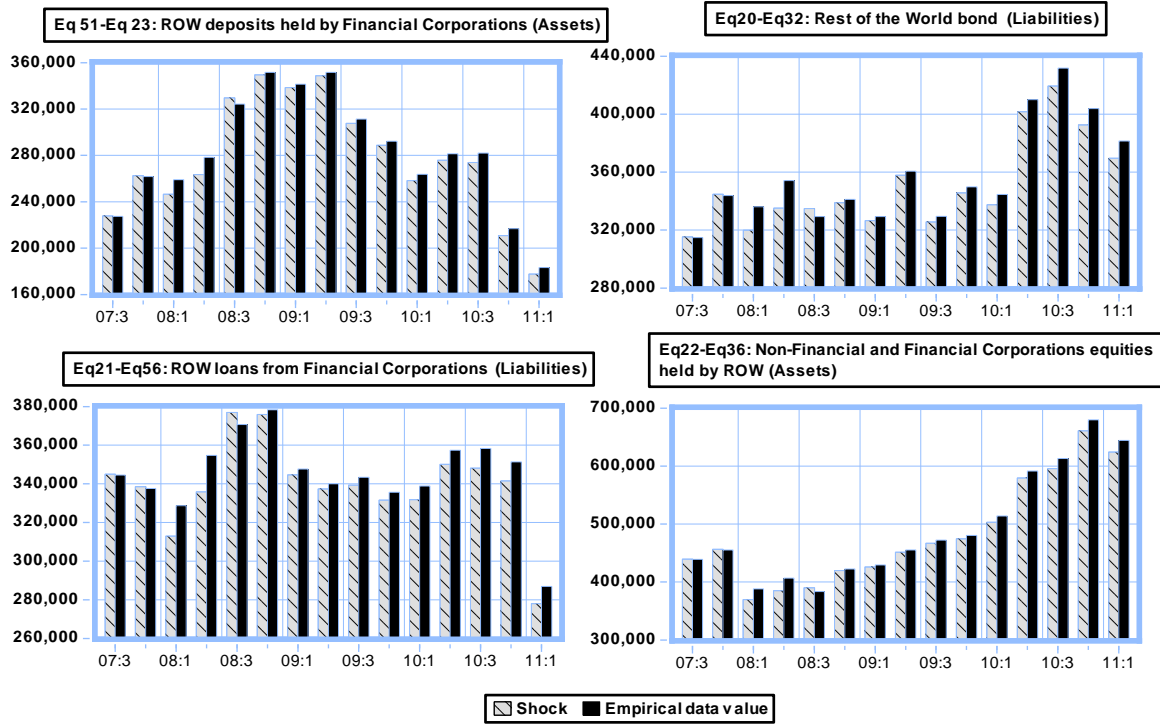 Eq 51-Eq 23: ROW deposits held by Financial Corporations (Assets)
360,000
320,000
280,000
240,000
200,000
160,000
07:3 08:1 08:3 09:1 09:3 10:1 10:3 11:1
Eq20-Eq32: Rest of the World bond (Liabilities)
440,000
400,000
360,000
320,000
280,000
07:3 08:1 08:3 09:1 09:3 10:1 10:3 11:1
Eq21-Eq56: ROW loans from Financial Corporations (Liabilities)
380,000
360,000
340,000
320,000
300,000
280,000
260,000
07:3 08:1 08:3 09:1 09:3 10:1 10:3 11:1
Eq22-Eq36: Non-Financial and Financial Corporations equities
held by ROW (Assets)
700,000
600,000
500,000
400,000
300,000
07:3 08:1 08:3 09:1 09:3 10:1 10:3 11:1
Shock Empirical data value